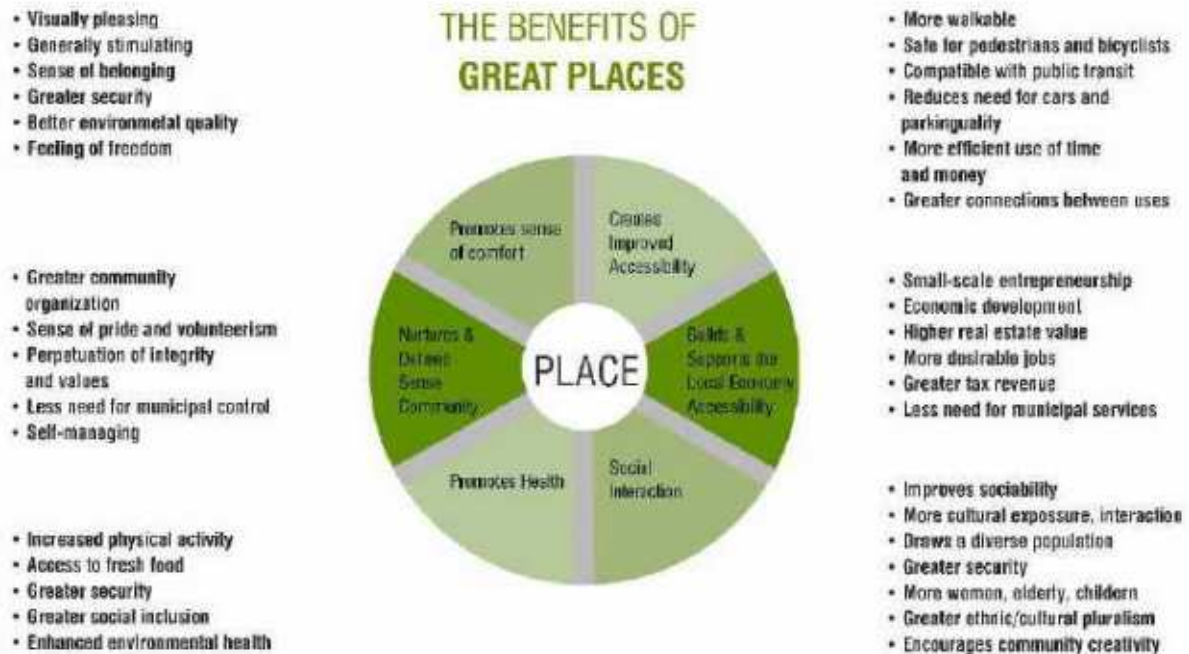 THE BENEFITS OF
GREAT PLACES
• Visually pleasing
• Generally stimulating
• Sense of belonging
• Greater security
• Better environmetal quality
• Feeling of freedom
• Greater community
organization
• Sense of pride and volunteerism
• Perpetuation of integrity
and values
• Less need for municipal control
• Self-managing
• Increased physical activity
• Access to fresh food
• Greater security
• Greater social inclusion
• Enhanced environmental health
Promotes sense
of comfort
Creates
Improved
Accessibility
Nurtures &
Defines
Sense
Community
PLACE
Builds &
Supports the
Local Economy
Accessibility
Promotes Health
Social
Interaction
• More walkable
• Safe for pedestrians and bicyclists
• Compatible with public transit
• Reduces need for cars and
parkinguality
• More efficient use of time
and money
• Greater connections between uses
• Small-scale entrepreneurship
• Economic development
• Higher real estate value
• More desirable jobs
• Greater tax revenue
• Less need for municipal services
• Improves sociability
• More cultural expossure, interaction
• Draws a diverse population
• Greater security
• More women, elderly, childern
• Greater ethnic/cultural pluralism
• Encourages community creativity